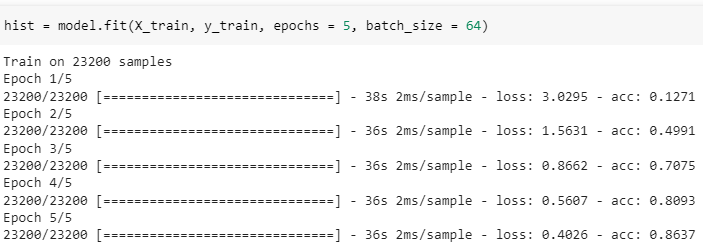 hist = model.fit(X_train, y_train, epochs = 5, batch_size = 64)
Train on 23200 samples
Epoch 1/5
23200/23200 [==============================] - 38s 2ms/sample - loss: 3.0295 - acc: 0.1271
Epoch 2/5
23200/23200 [==============================] - 36s 2ms/sample - loss: 1.5631 - acc: 0.4991
Epoch 3/5
23200/23200 [==============================] - 36s 2ms/sample - loss: 0.8662 - acc: 0.7075
Epoch 4/5
23200/23200 [==============================] - 36s 2ms/sample - loss: 0.5607 - acc: 0.8093
Epoch 5/5
23200/23200 [==============================] - 36s 2ms/sample - loss: 0.4026 - acc: 0.8637